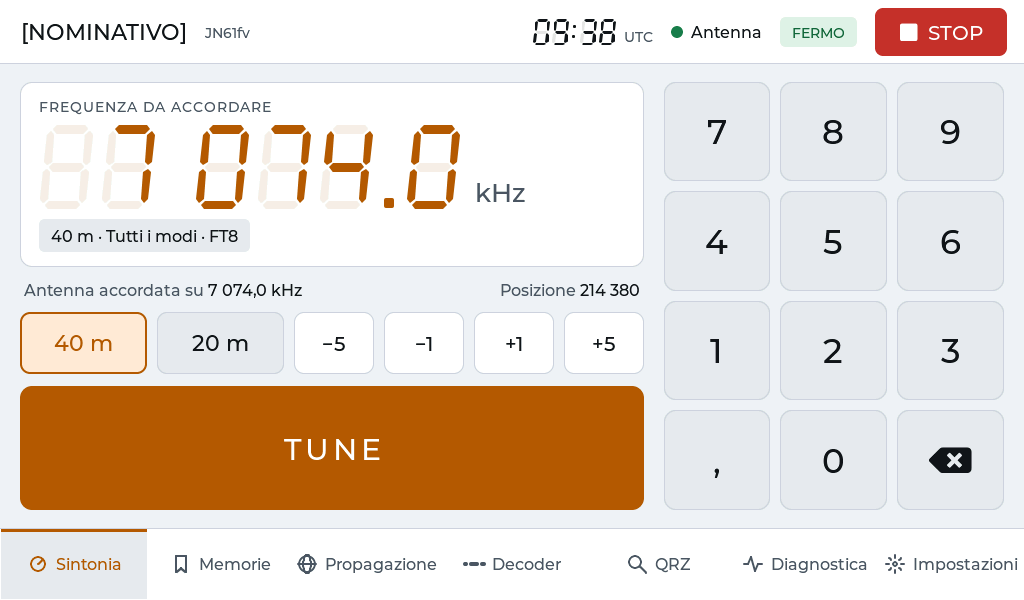 [NOMINATIVO] JN61fv 09:38 UTC Antenna FERMO STOP
FREQUENZA DA ACCORDARE
7 074.0 kHz
40 m · Tutti i modi · FT8
Antenna accordata su 7 074,0 kHz Posizione 214 380
40 m 20 m −5 −1 +1 +5
TUNE
7 8 9
4 5 6
1 2 3
, 0
Sintonia Memorie Propagazione Decoder QRZ Diagnostica Impostazioni